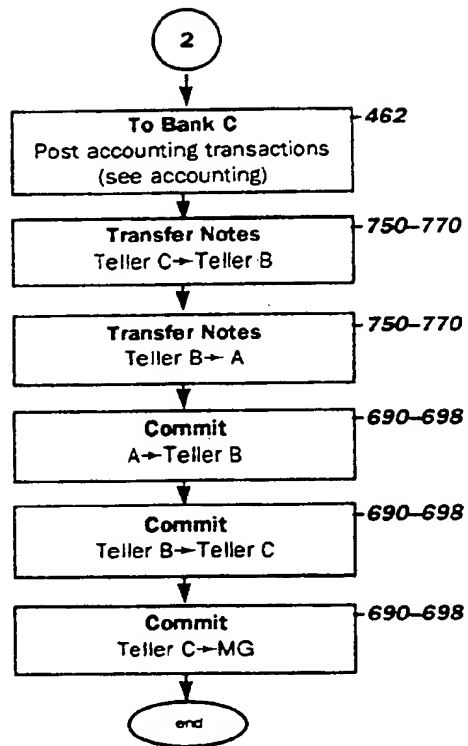 2
To Bank C
462
Post accounting transactions
(see accounting)
Transfer Notes
750-770
Teller C→Teller B
Transfer Notes
750-770
Teller B→ A
Commit
690-698
A→Teller B
Commit
690-698
Teller B→Teller C
Commit
690-698
Teller C→MG
end